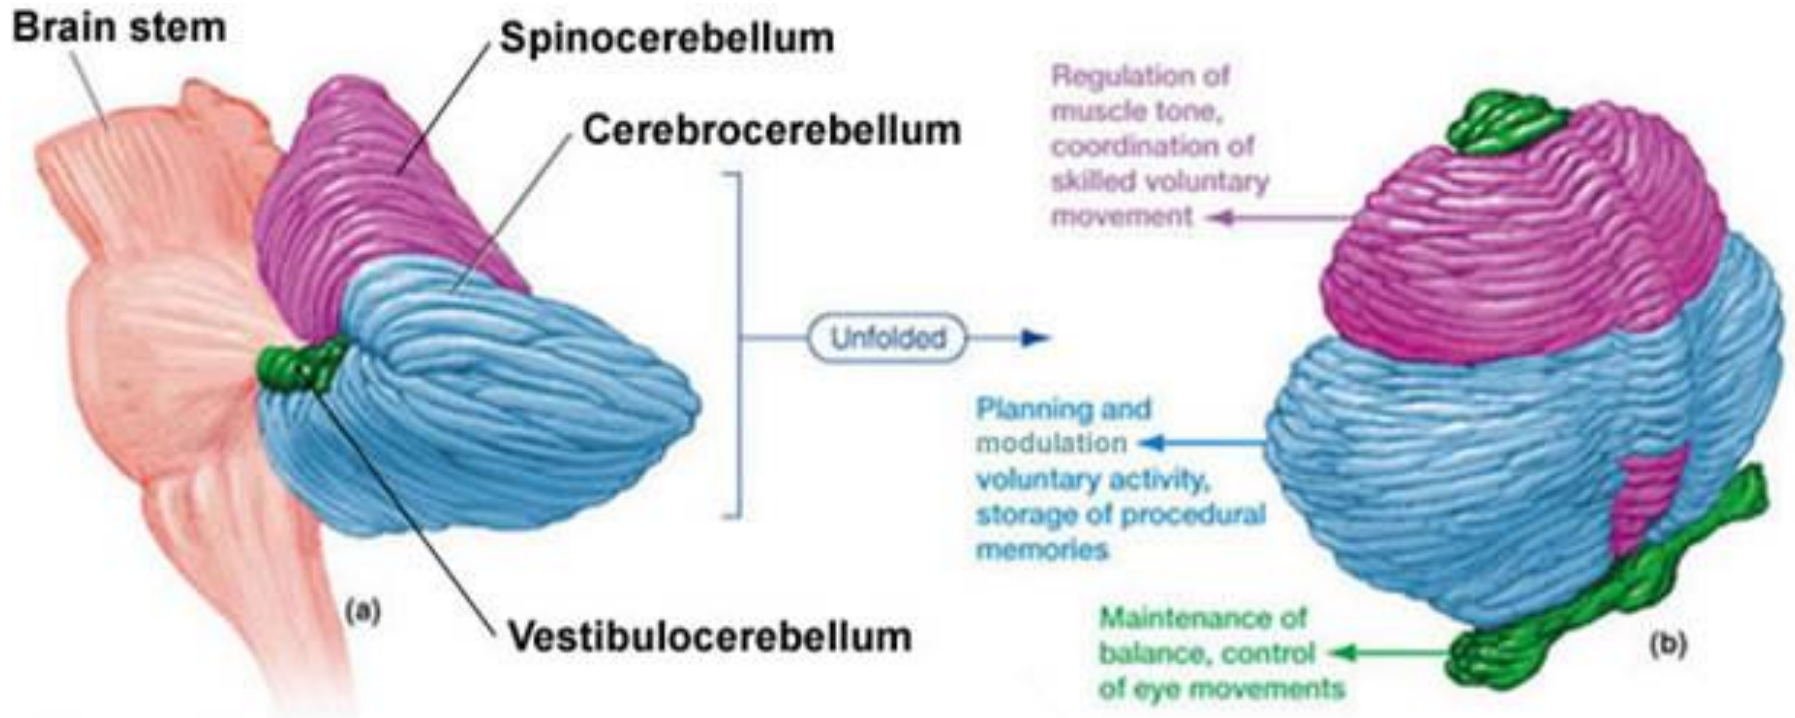 Brain stem
Spinocerebellum
Cerebrocerebellum
Regulation of
muscle tone,
coordination of
skilled voluntary
movement
Unfolded
Planning and
modulation
voluntary activity,
storage of procedural
memories
(a)
Vestibulocerebellum
Maintenance of
balance, control
of eye movements
(b)